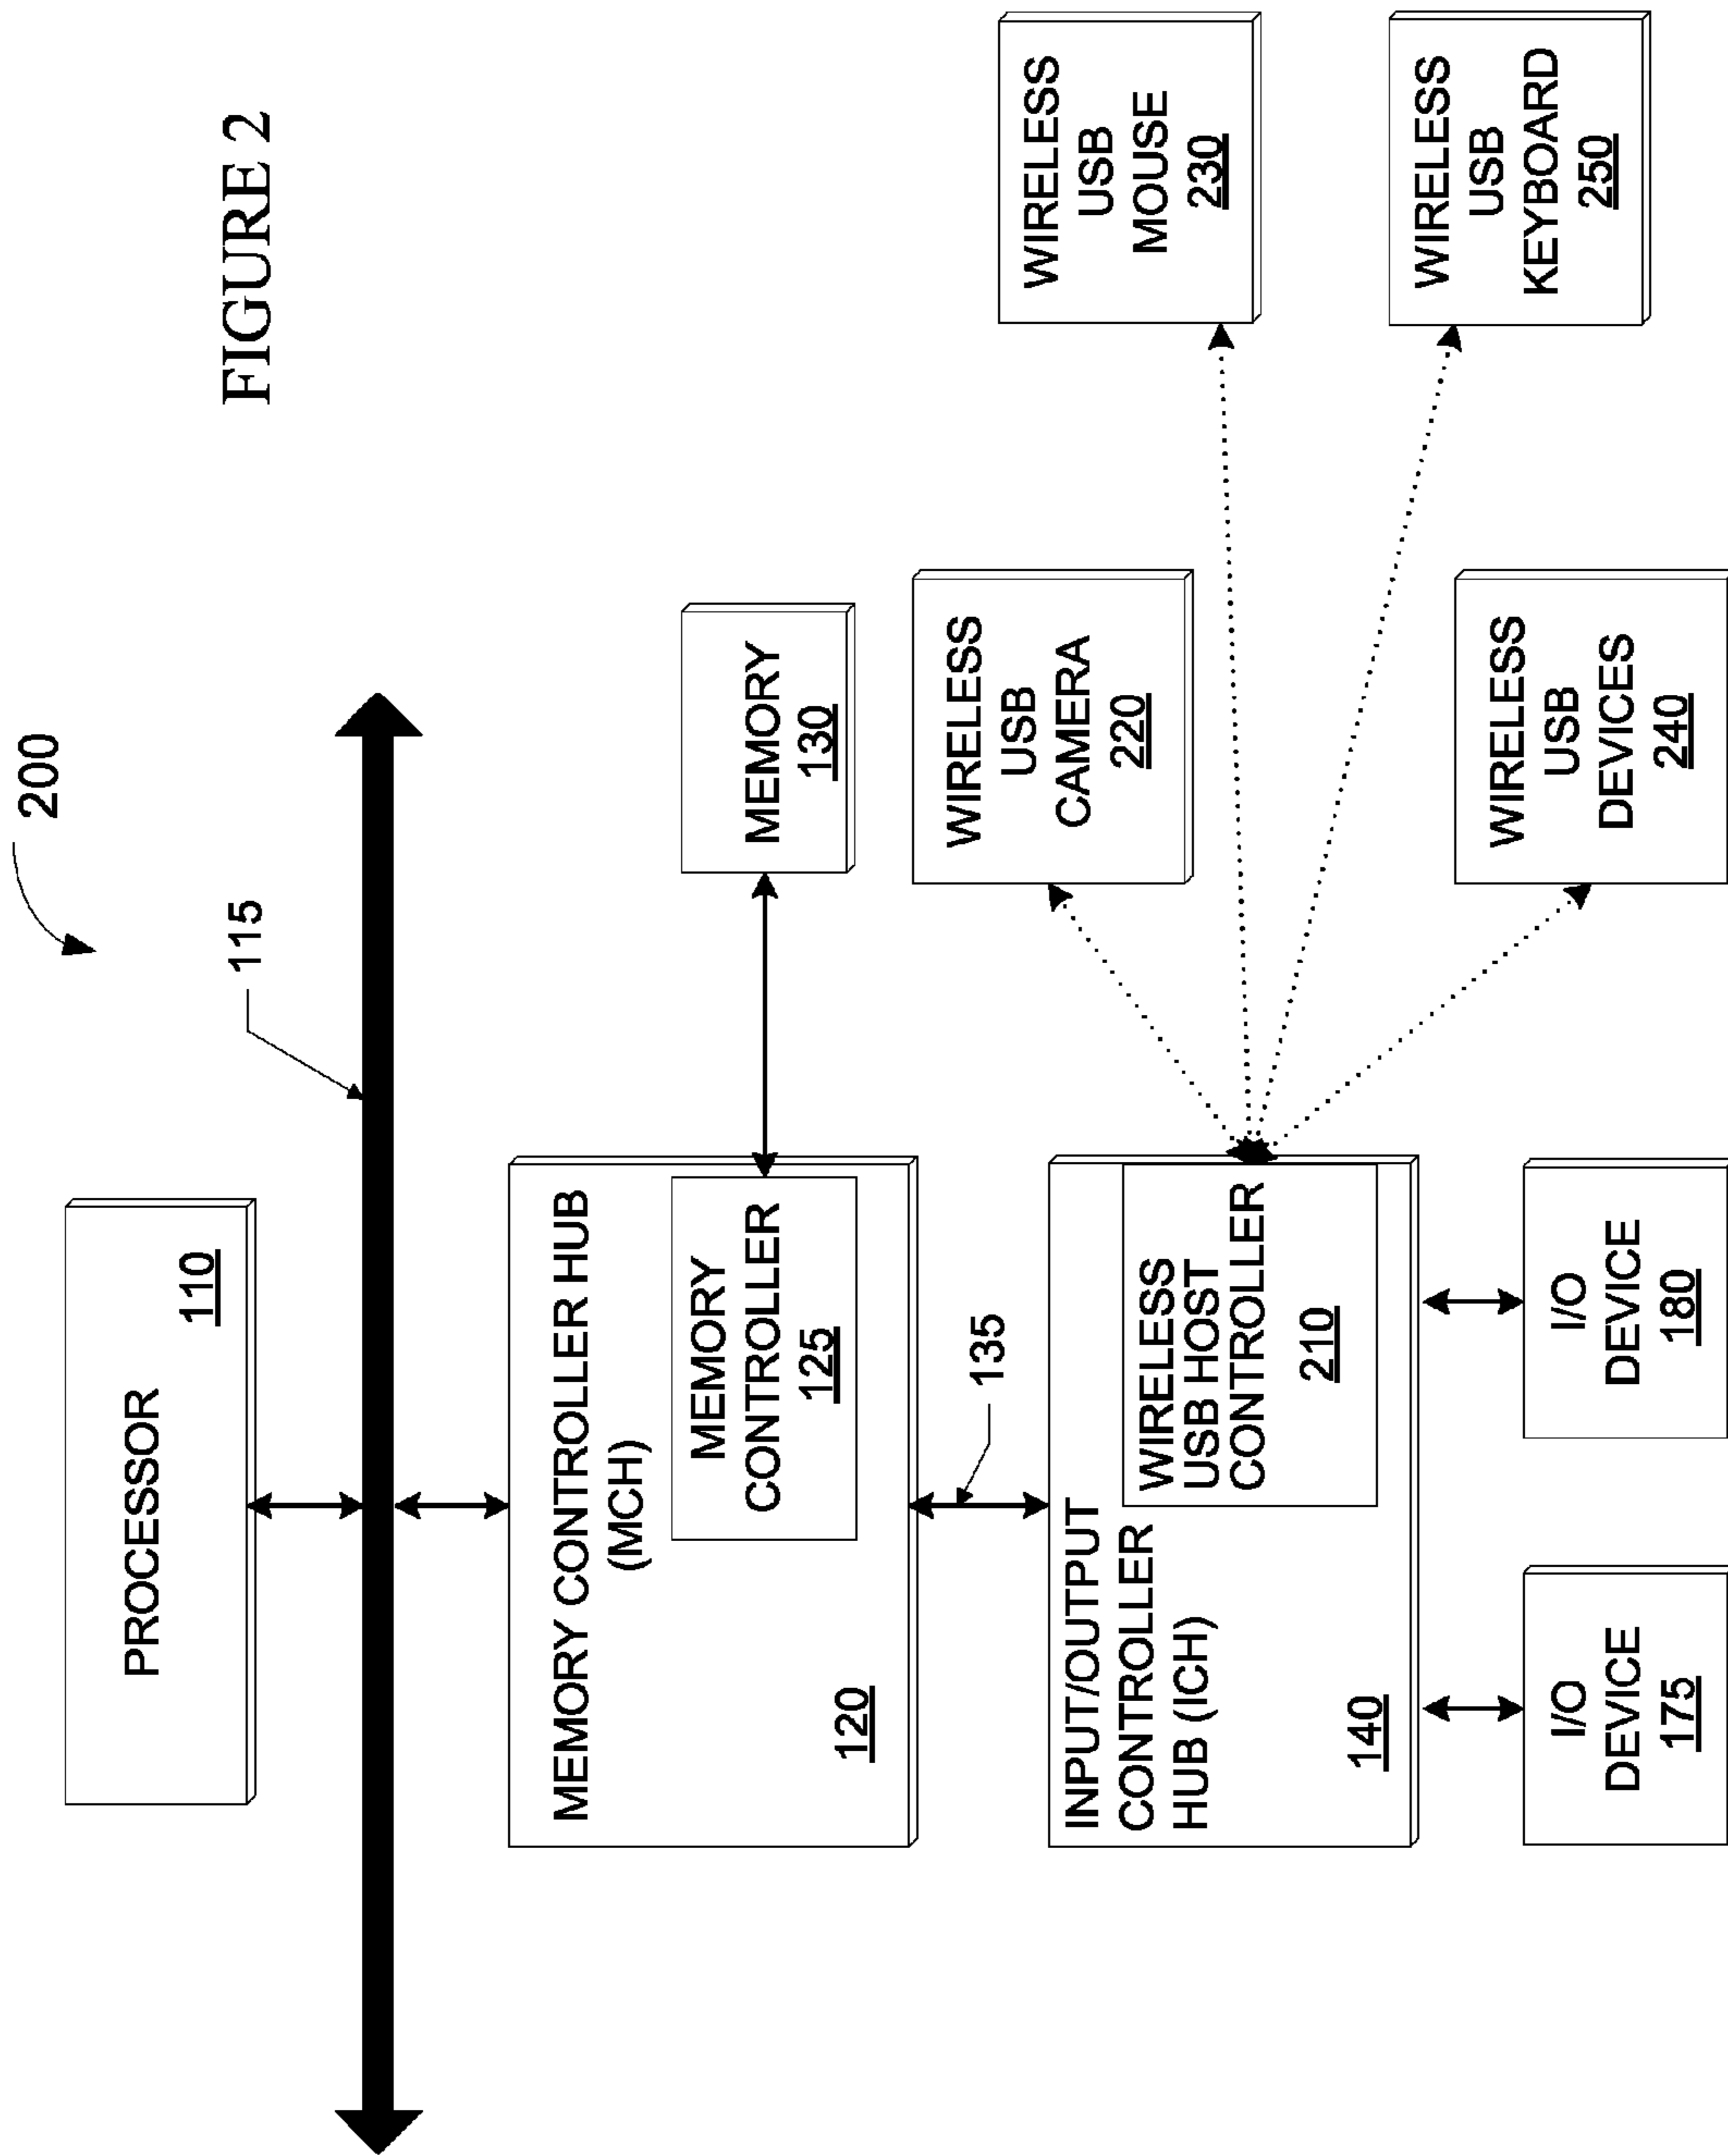 FIGURE 2
200
115
PROCESSOR
110
MEMORY CONTROLLER HUB
(MCH)
MEMORY
CONTROLLER
125
120
MEMORY
130
135
INPUT/OUTPUT
CONTROLLER
HUB (ICH)
140
WIRELESS
USB HOST
CONTROLLER
210
WIRELESS
USB
CAMERA
220
WIRELESS
USB
MOUSE
230
WIRELESS
USB
DEVICES
240
WIRELESS
USB
KEYBOARD
250
I/O
DEVICE
175
I/O
DEVICE
180